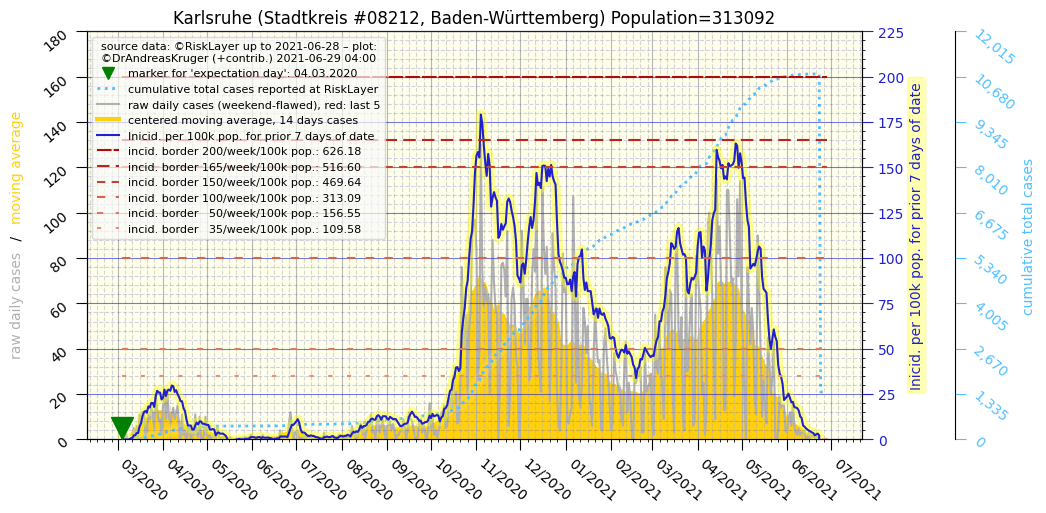 Karlsruhe (Stadtkreis #08212, Baden-Württemberg) Population=313092
source data: ©RiskLayer up to 2021-06-28 – plot:
©DrAndreasKruger (+contrib.) 2021-06-29 04:00
marker for 'expectation day': 04.03.2020
cumulative total cases reported at RiskLayer
raw daily cases (weekend-flawed), red: last 5
centered moving average, 14 days cases
Inicid. per 100k pop. for prior 7 days of date
incid. border 200/week/100k pop.: 626.18
incid. border 165/week/100k pop.: 516.60
incid. border 150/week/100k pop.: 469.64
incid. border 100/week/100k pop.: 313.09
incid. border 50/week/100k pop.: 156.55
incid. border 35/week/100k pop.: 109.58
raw daily cases / moving average
180
160
140
120
100
80
60
40
20
0
03/2020
04/2020
05/2020
06/2020
07/2020
08/2020
09/2020
10/2020
11/2020
12/2020
01/2021
02/2021
03/2021
04/2021
05/2021
06/2021
07/2021
225
200
175
150
125
100
75
50
25
0
Inicid. per 100k pop. for prior 7 days of date
12,015
10,680
9,345
8,010
6,675
5,340
4,005
2,670
1,335
0
cumulative total cases